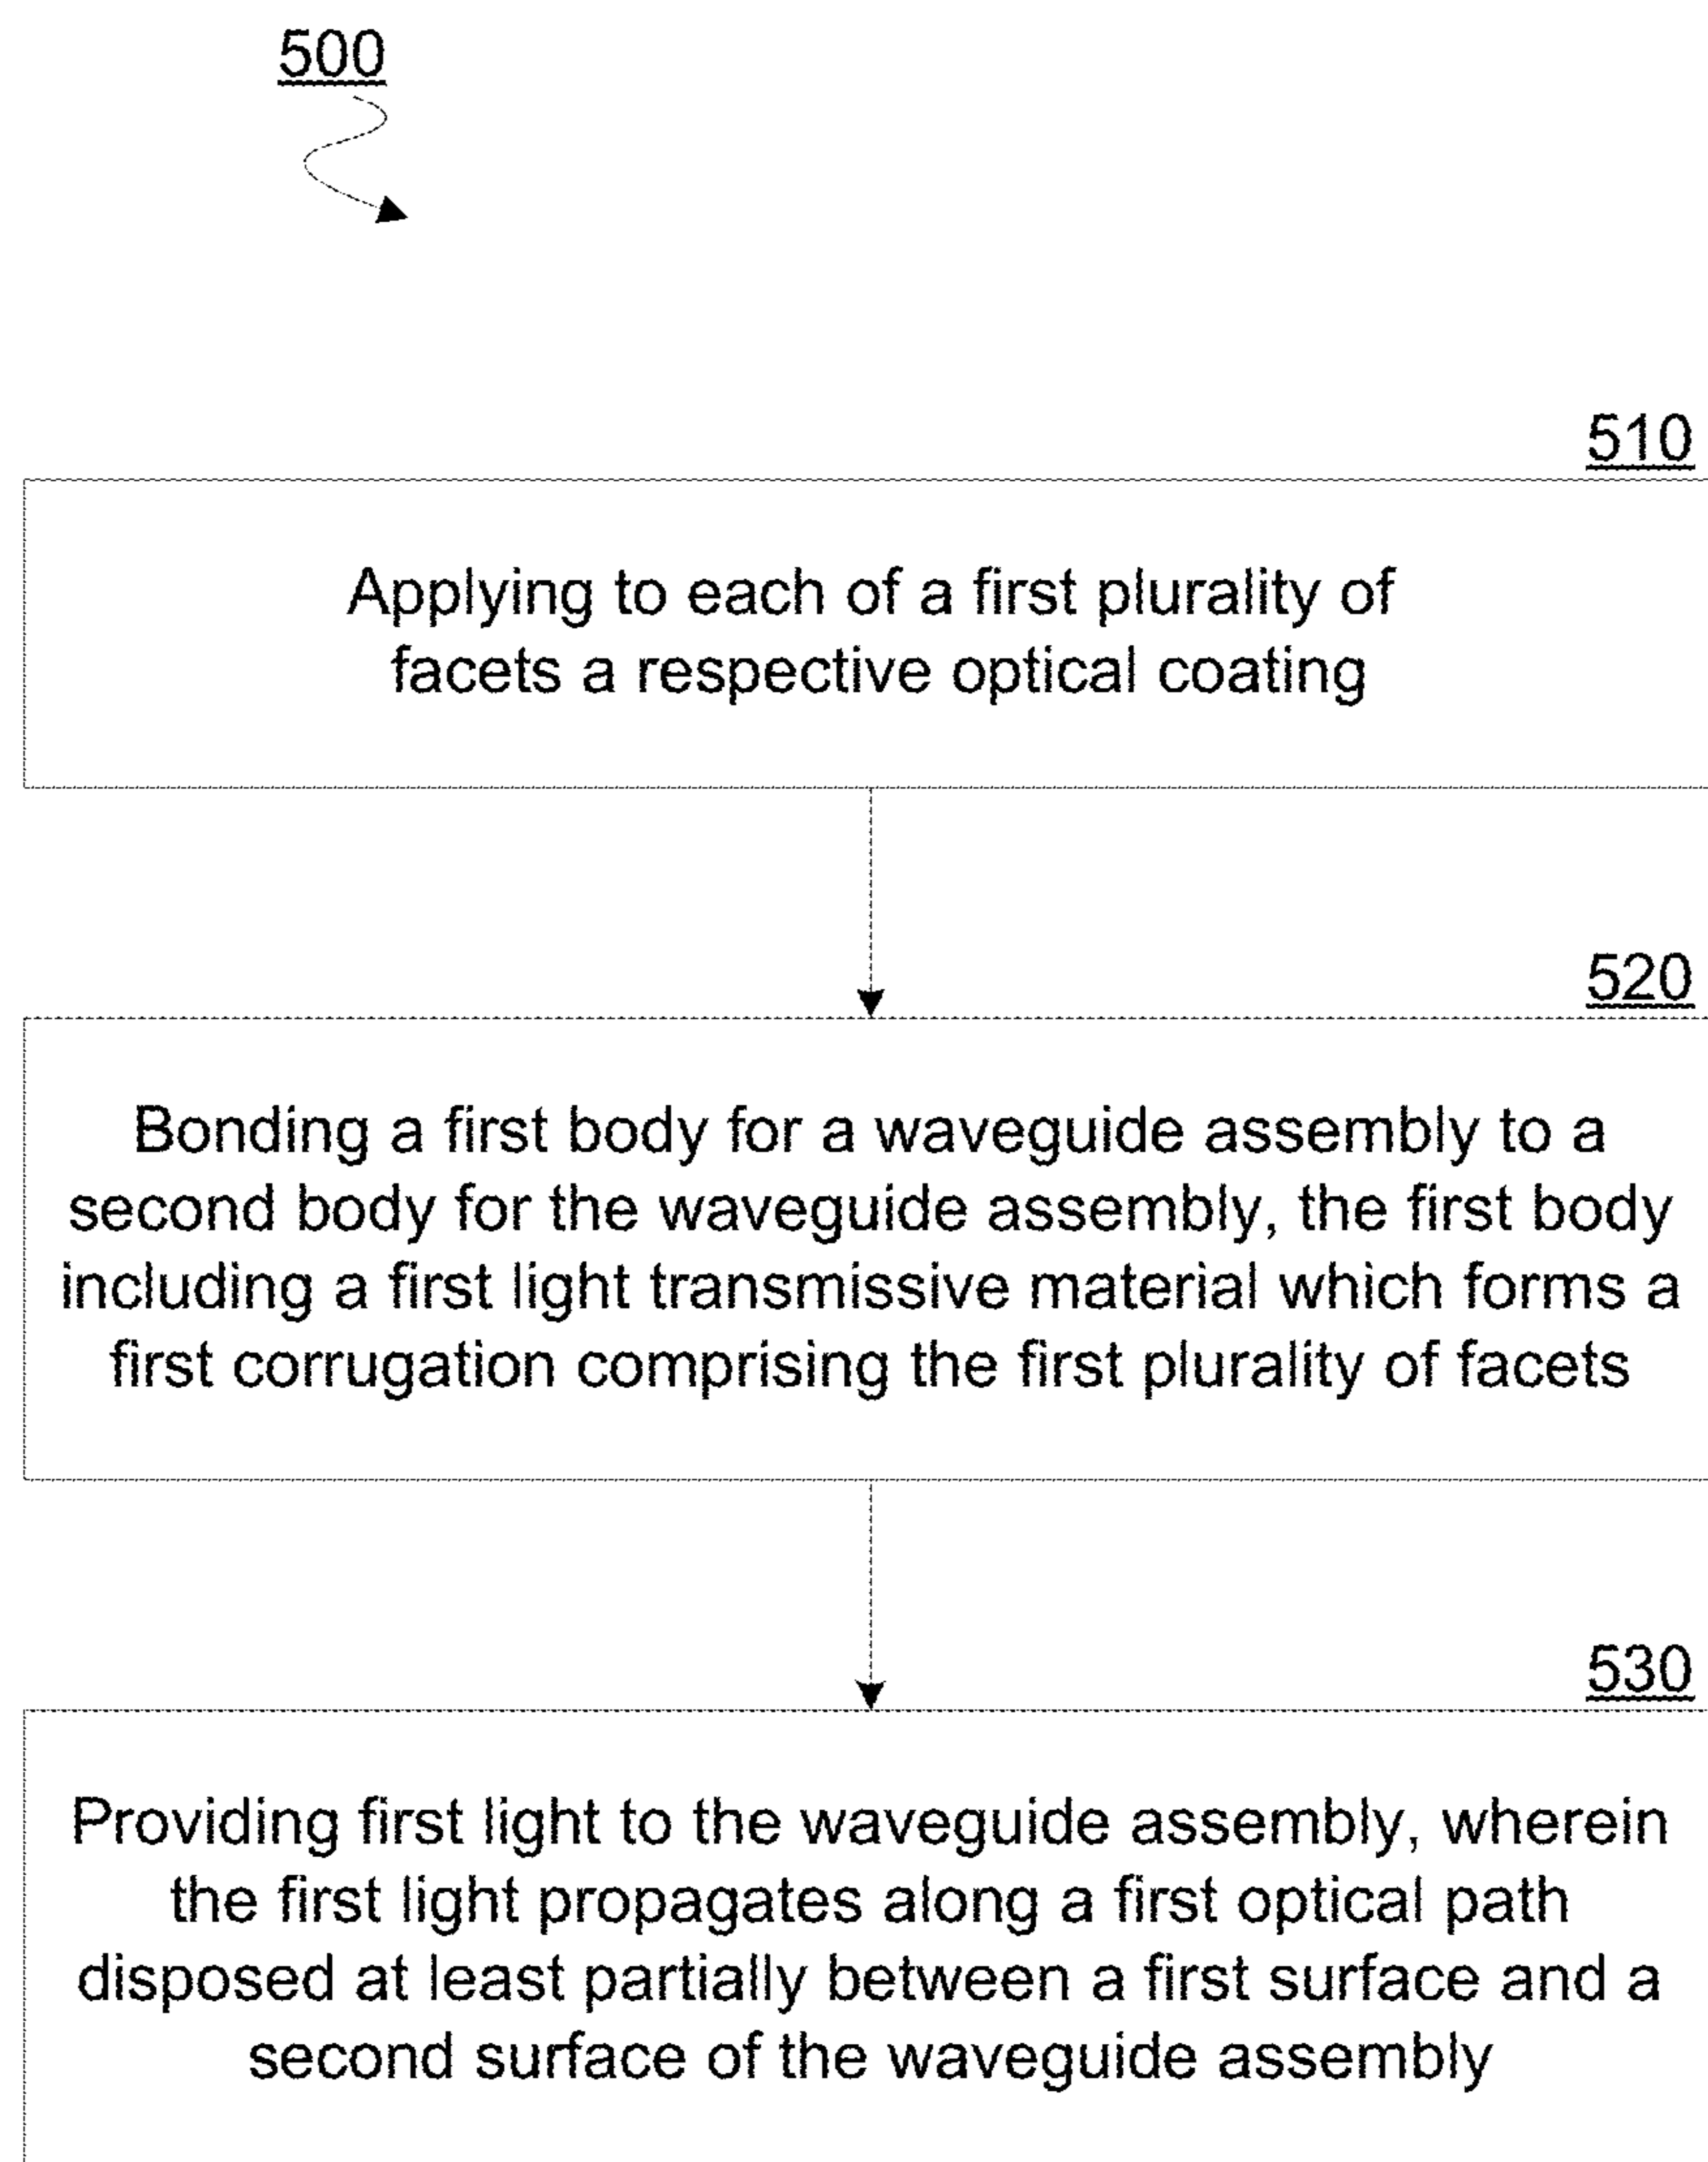 500
510
Applying to each of a first plurality of
facets a respective optical coating
520
Bonding a first body for a waveguide assembly to a
second body for the waveguide assembly, the first body
including a first light transmissive material which forms a
first corrugation comprising the first plurality of facets
530
Providing first light to the waveguide assembly, wherein
the first light propagates along a first optical path
disposed at least partially between a first surface and a
second surface of the waveguide assembly